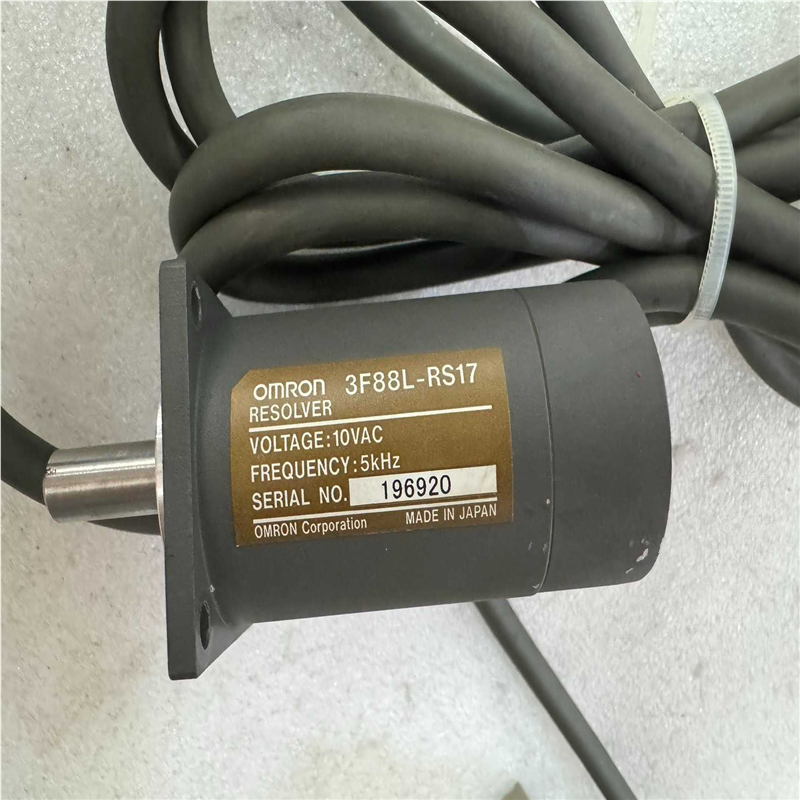 OMRON 3F88L-RS17
RESOLVER
VOLTAGE:10VAC
FREQUENCY:5kHz
SERIAL NO. 196920
OMRON Corporation MADE IN JAPAN